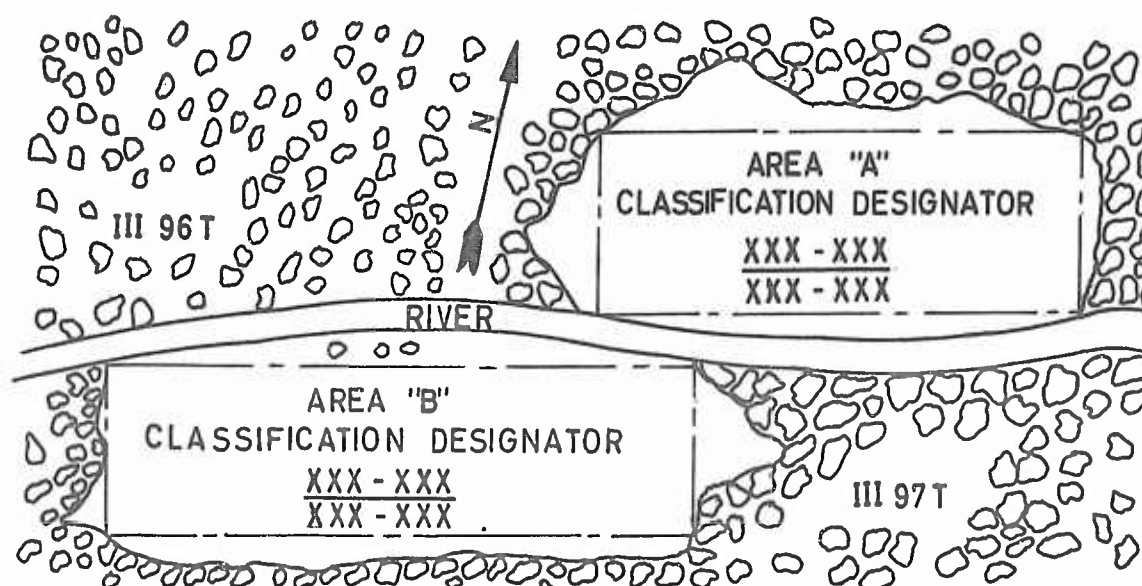 N
AREA "A"
CLASSIFICATION DESIGNATOR
XXX - XXX
XXX - XXX
III 96 T
RIVER
AREA "B"
CLASSIFICATION DESIGNATOR
XXX - XXX
XXX - XXX
III 97 T